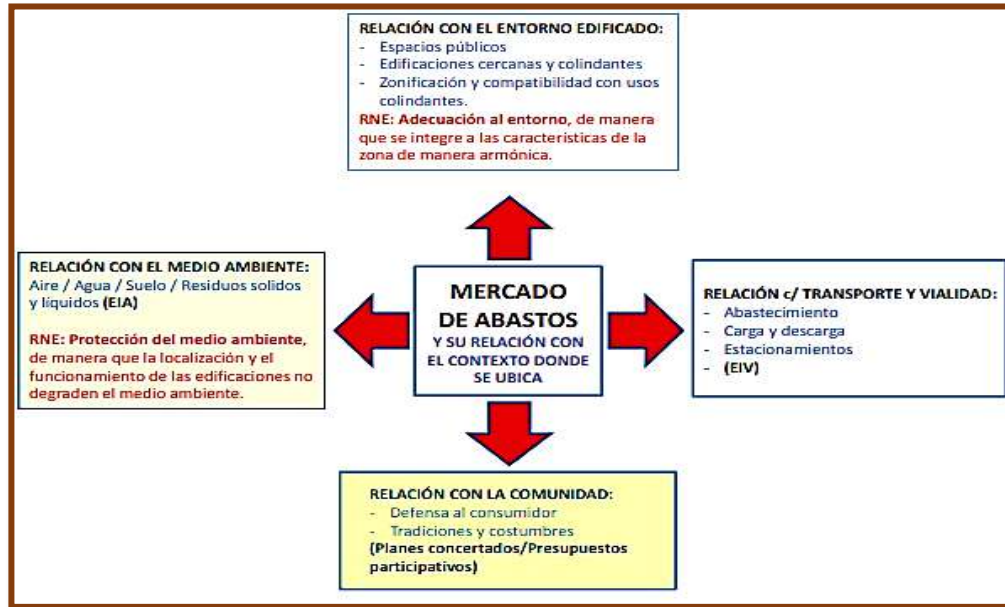 RELACIÓN CON EL ENTORNO EDIFICADO:
- Espacios públicos
- Edificaciones cercanas y colindantes
- Zonificación y compatibilidad con usos
colindantes.
RNE: Adecuación al entorno, de manera
que se integre a las características de la
zona de manera armónica.
RELACIÓN CON EL MEDIO AMBIENTE:
Aire / Agua / Suelo / Residuos solidos
y líquidos (EIA)
RNE: Protección del medio ambiente,
de manera que la localización y el
funcionamiento de las edificaciones no
degraden el medio ambiente.
MERCADO
DE ABASTOS
Y SU RELACIÓN CON
EL CONTEXTO DONDE
SE UBICA
RELACIÓN c/ TRANSPORTE Y VIALIDAD:
- Abastecimiento
- Carga y descarga
- Estacionamientos
- (EIV)
RELACIÓN CON LA COMUNIDAD:
- Defensa al consumidor
- Tradiciones y costumbres
(Planes concertados/Presupuestos
participativos)